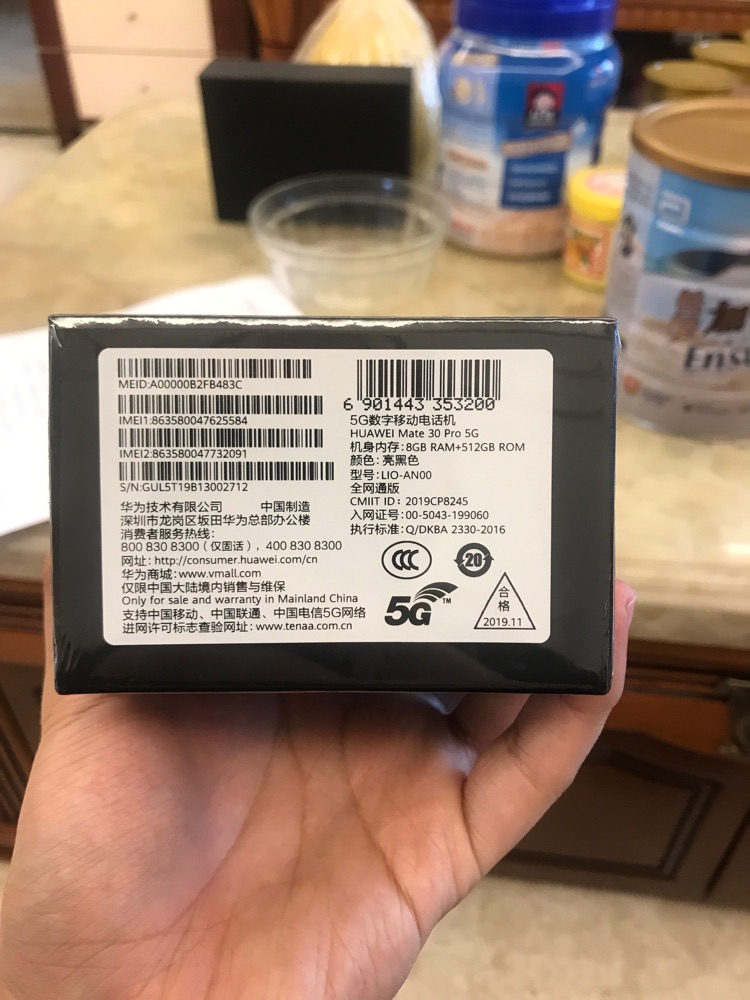 MEID:A00000B2FB483C
IMEI1:863580047625584
IMEI2:863580047732091
S/N:GUL5T19B13002712
华为技术有限公司 中国制造
深圳市龙岗区坂田华为总部办公楼
消费者服务热线:
800 830 8300 (仅固话) , 400 830 8300
网址: http://consumer.huawei.com/cn
华为商城: www.vmall.com
仅限中国大陆境内销售与维保
Only for sale and warranty in Mainland China
支持中国移动、中国联通、中国电信5G网络
进网许可标志查验网址: www.tenaa.com.cn
6 901443 353200
5G数字移动电话机
HUAWEI Mate 30 Pro 5G
机身内存: 8GB RAM+512GB ROM
颜色: 亮黑色
型号: LIO-AN00
全网通版
CMIIT ID: 2019CP8245
入网证号: 00-5043-199060
执行标准: Q/DKBA 2330-2016
CCC
20
5G TM
合
格
2019.11
加
Ens